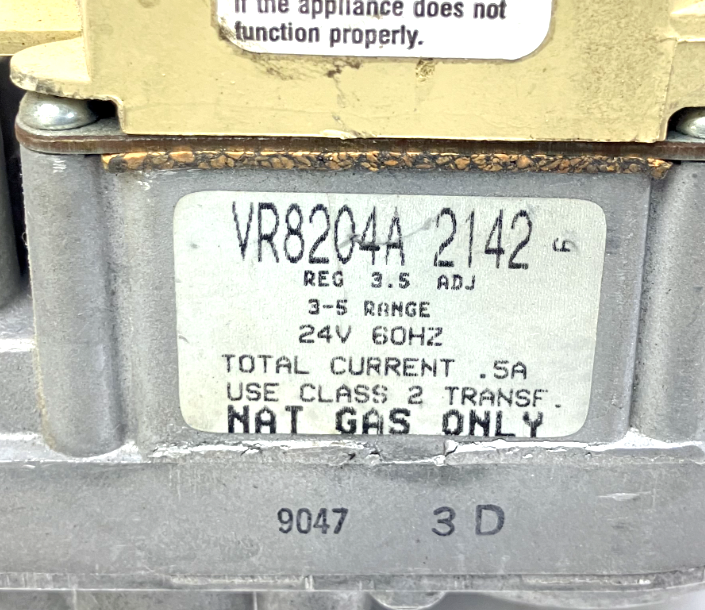 if the appliance does not
function properly.
VR8204A 2142 6
REG 3.5 ADJ
3-5 RANGE
24V 60HZ
TOTAL CURRENT .5A
USE CLASS 2 TRANSF.
NAT GAS ONLY
9047 3 D